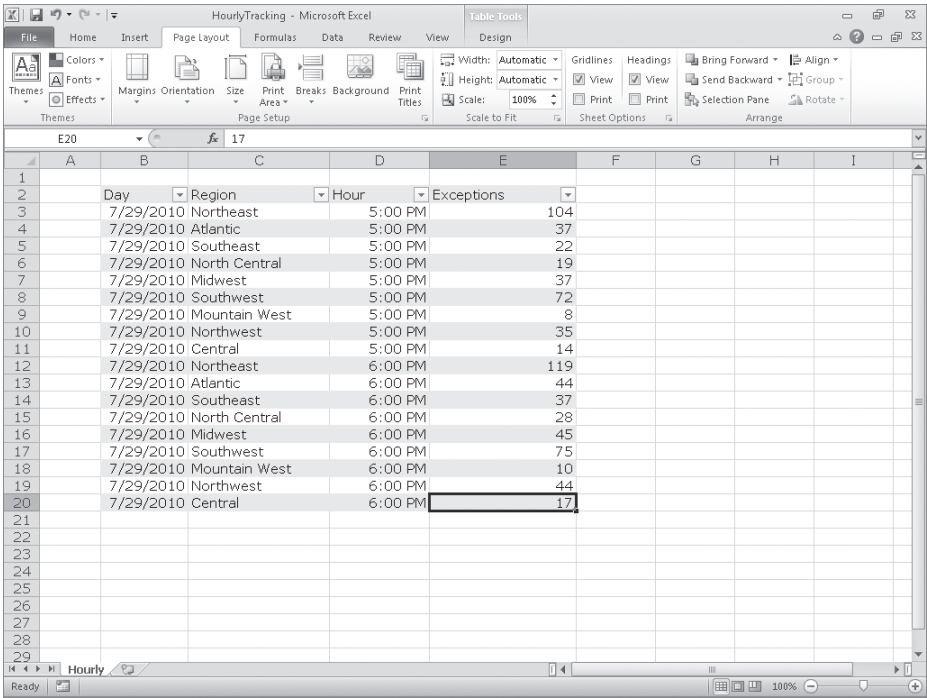 HourlyTracking - Microsoft Excel Table Tools
File Home Insert Page Layout Formulas Data Review View Design
Themes Colors Fonts Effects
Margins Orientation Size Print Area Breaks Background Print Titles
Width: Automatic
Height: Automatic
Scale: 100%
Gridlines Headings
View View
Print Print
Bring Forward Align
Send Backward Group
Selection Pane Rotate
Themes Page Setup Scale to Fit Sheet Options Arrange
E20 fx 17
A B C D E F G H I
1
2 Day Region Hour Exceptions
3 7/29/2010 Northeast 5:00 PM 104
4 7/29/2010 Atlantic 5:00 PM 37
5 7/29/2010 Southeast 5:00 PM 22
6 7/29/2010 North Central 5:00 PM 19
7 7/29/2010 Midwest 5:00 PM 37
8 7/29/2010 Southwest 5:00 PM 72
9 7/29/2010 Mountain West 5:00 PM 8
10 7/29/2010 Northwest 5:00 PM 35
11 7/29/2010 Central 5:00 PM 14
12 7/29/2010 Northeast 6:00 PM 119
13 7/29/2010 Atlantic 6:00 PM 44
14 7/29/2010 Southeast 6:00 PM 37
15 7/29/2010 North Central 6:00 PM 28
16 7/29/2010 Midwest 6:00 PM 45
17 7/29/2010 Southwest 6:00 PM 75
18 7/29/2010 Mountain West 6:00 PM 10
19 7/29/2010 Northwest 6:00 PM 44
20 7/29/2010 Central 6:00 PM 17
21
22
23
24
25
26
27
28
29
Hourly
Ready 100%